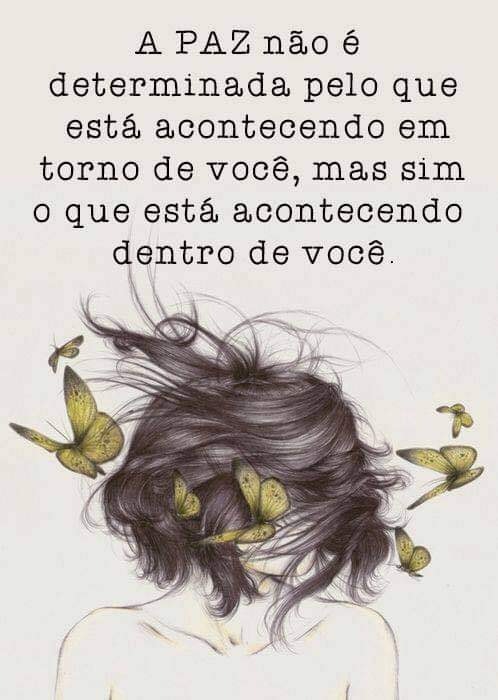 A PAZ não é
determinada pelo que
está acontecendo em
torno de você, mas sim
o que está acontecendo
dentro de você.